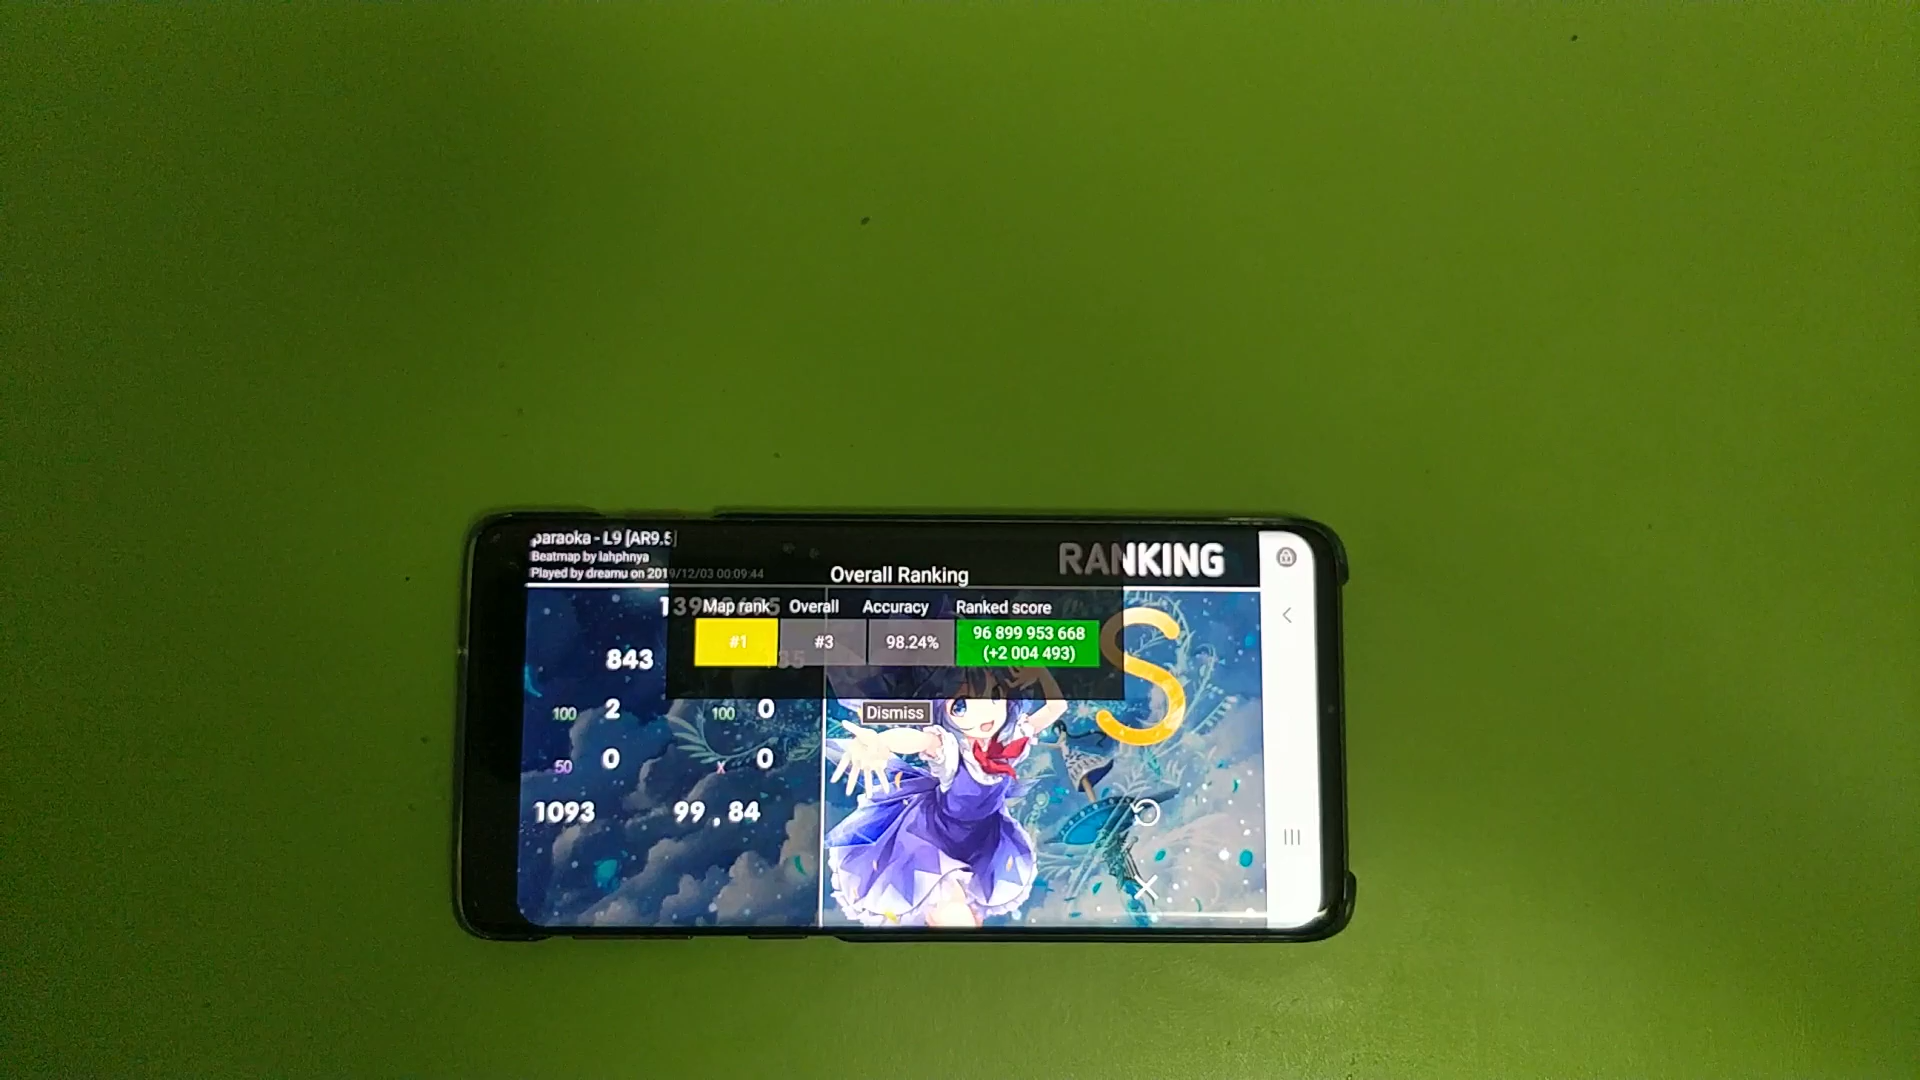 paraoka - L9 [AR9.5]
Beatmap by lahphnya
Played by dreamu on 2019/12/03 00:09:44
RANKING
Overall Ranking
Map rank Overall Accuracy Ranked score
#1 #3 98.24% 96 899 953 668
(+2 004 493)
843
S
100 2 100 0
Dismiss
50 0 X 0
1093 99,84